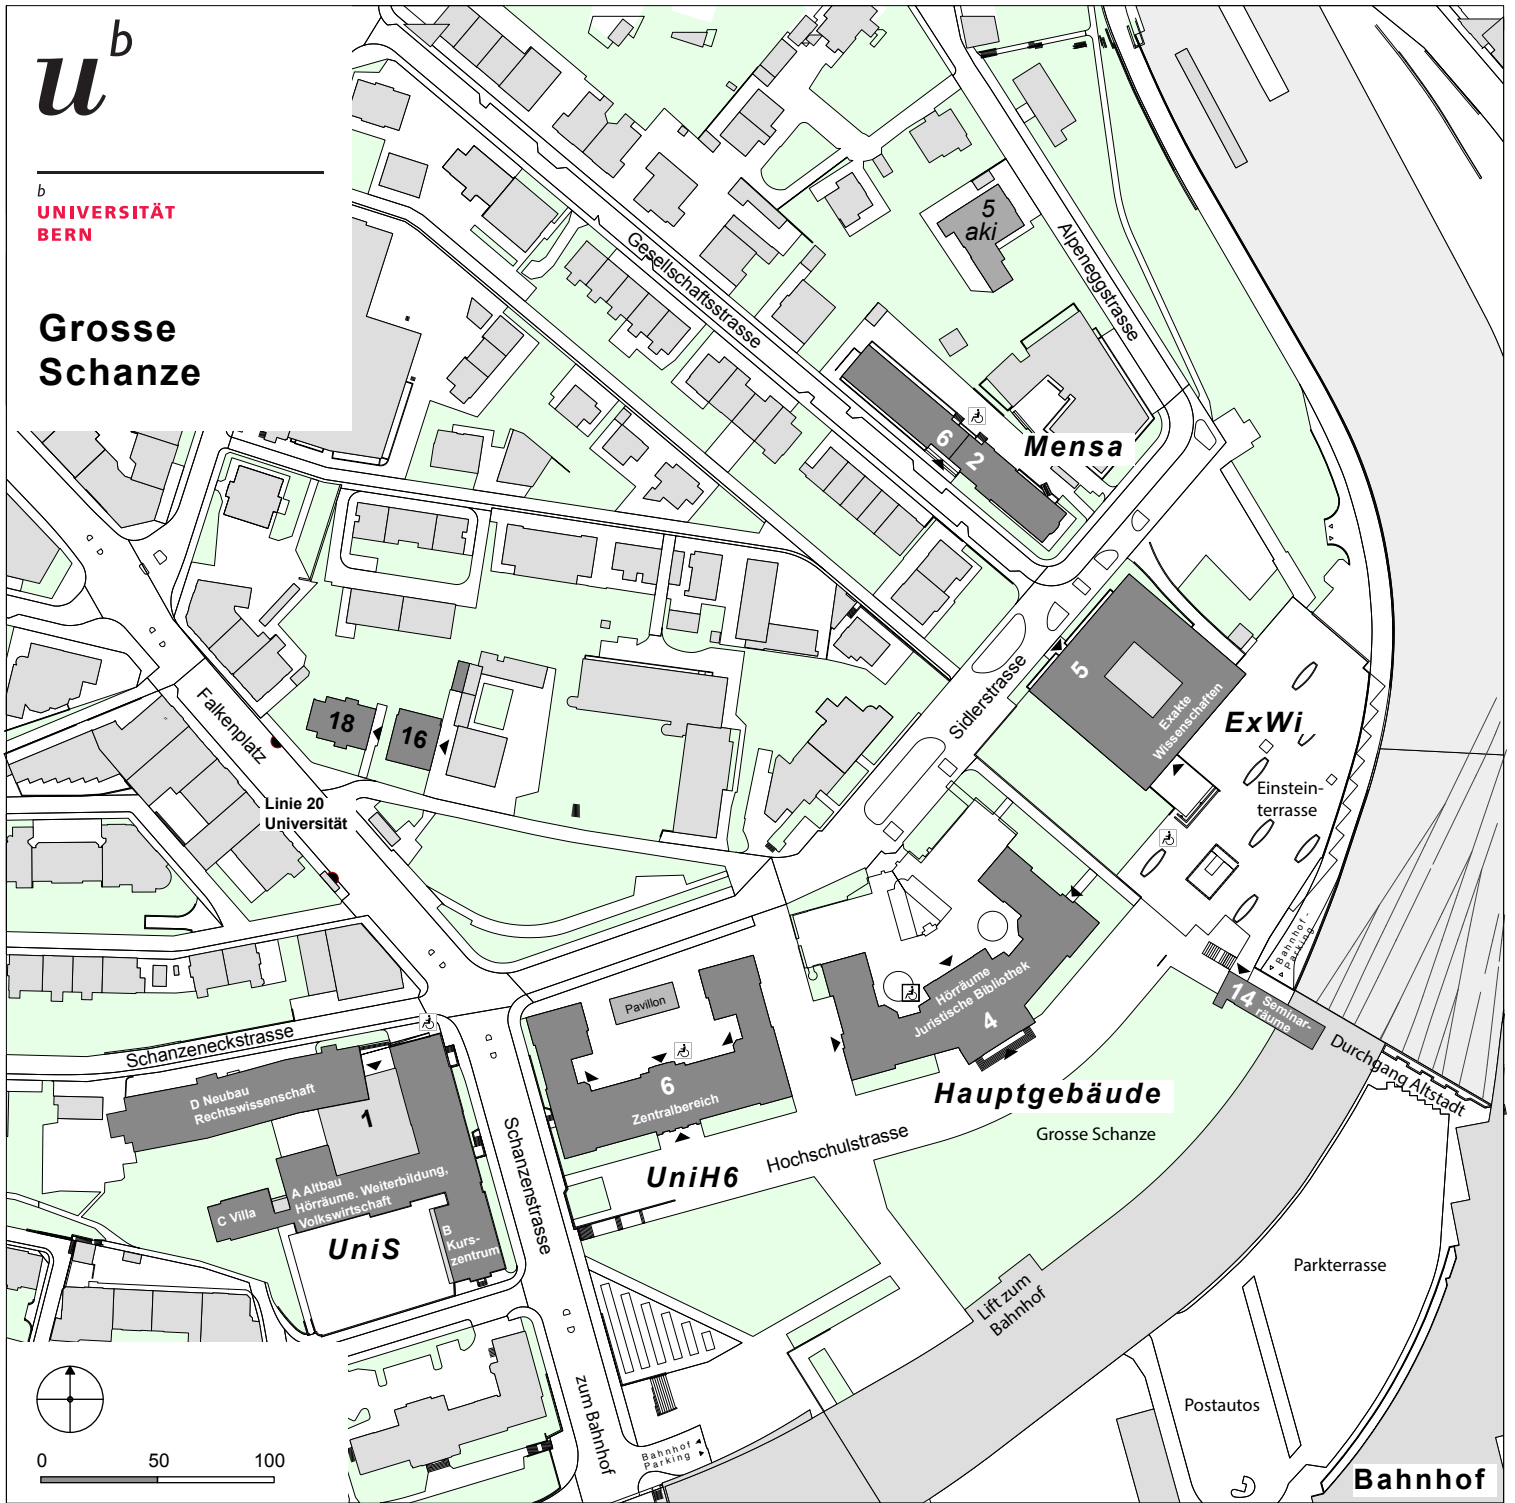 u b
b
UNIVERSITÄT
BERN
Grosse
Schanze
5
aki
Gesellschaftsstrasse
Alpeneggstrasse
6
2
Mensa
Sidlerstrasse
5
Exakte
Wissenschaften
ExWi
Einstein-
terrasse
18
16
Falkenplatz
Linie 20
Universität
Bahnhof-
Parking
Pavillon
Hörräume
Juristische Bibliothek
4
14
Seminar-
räume
Durchgang Altstadt
Schanzeneckstrasse
D Neubau
Rechtswissenschaft
1
6
Zentralbereich
Hauptgebäude
Grosse Schanze
Schanzenstrasse
Hochschulstrasse
UniH6
A Altbau
Hörräume. Weiterbildung,
Volkswirtschaft
C Villa
B
Kurs-
zentrum
UniS
Lift zum
Bahnhof
Parkterrasse
zum Bahnhof
Postautos
Bahnhof
Parking
0 50 100
Bahnhof